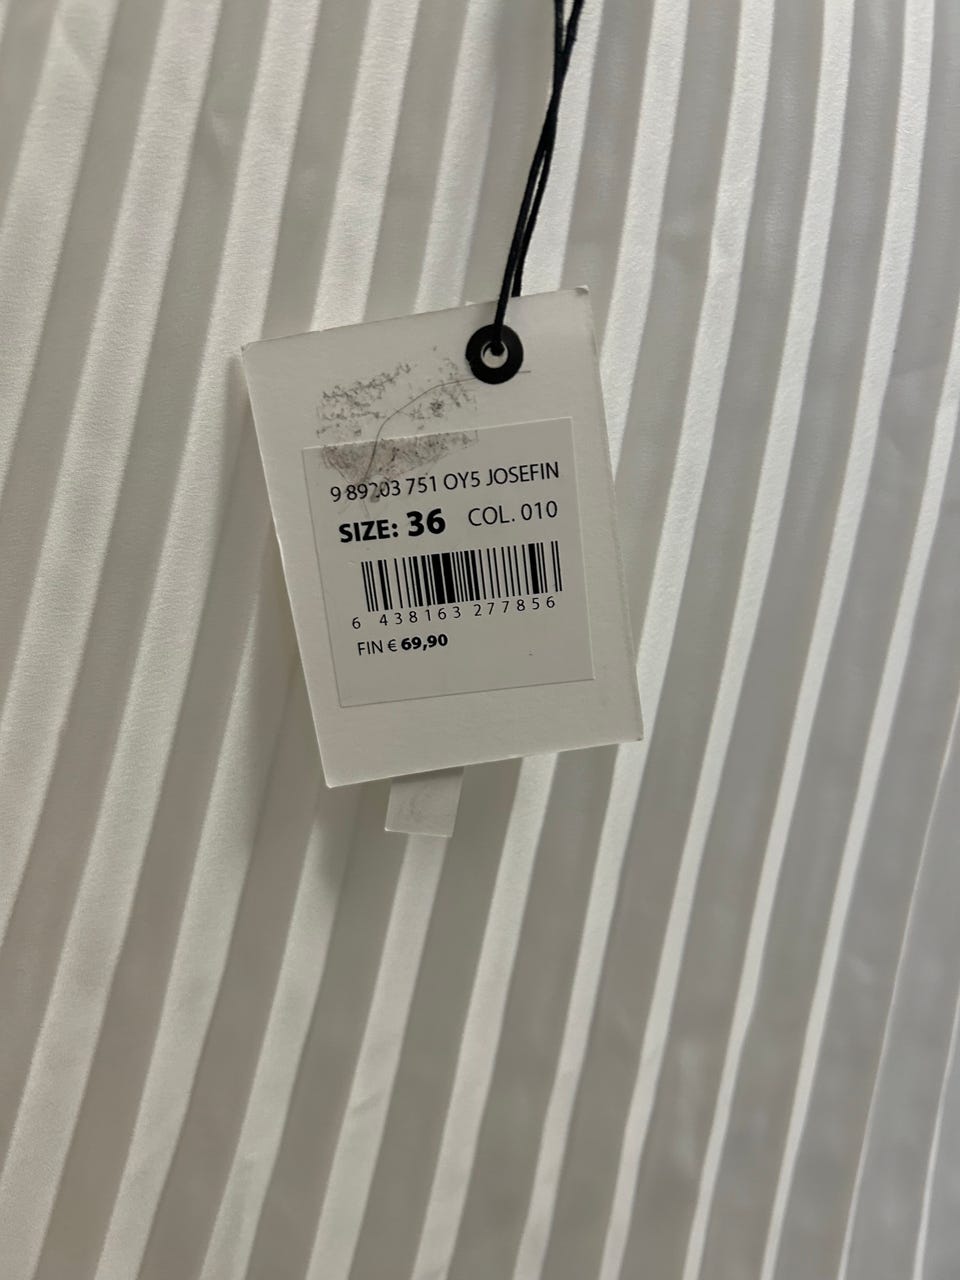 9 89203 751 OY5 JOSEFIN
SIZE: 36 COL. 010
6 438163 277856
FIN € 69,90